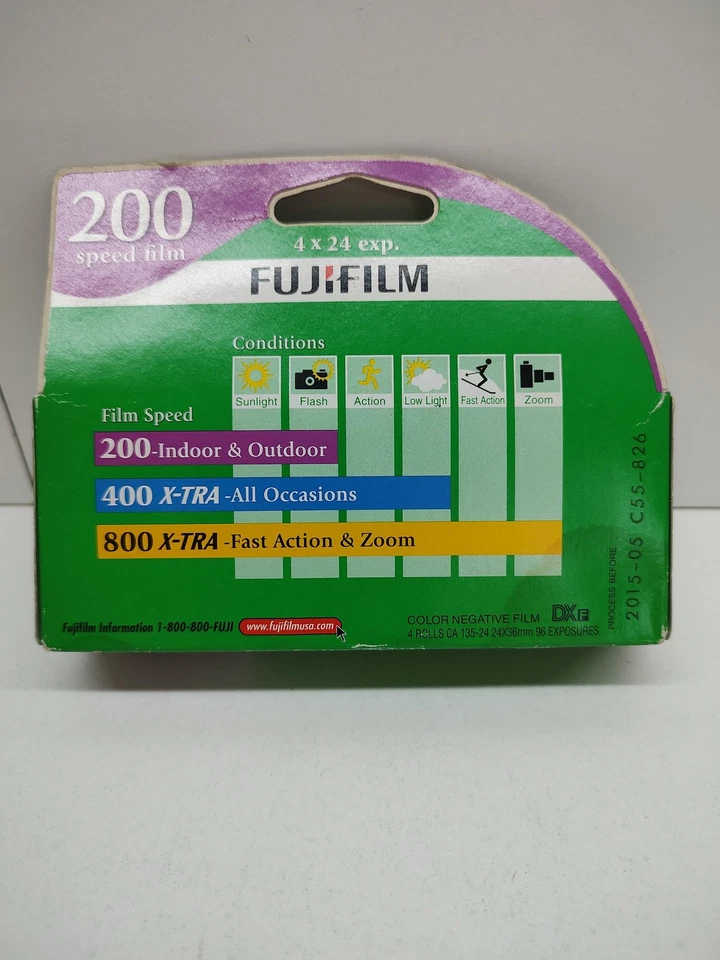 200
speed film
4 x 24 exp.
FUJIFILM
Conditions
Sunlight
Flash
Action
Low Light
Fast Action
Zoom
Film Speed
200-Indoor & Outdoor
400 X-TRA -All Occasions
800 X-TRA -Fast Action & Zoom
Fujifilm Information 1-800-800-FUJI
www.fujifilmusa.com
COLOR NEGATIVE FILM DX
4 ROLLS CA 135-24 24X36mm 96 EXPOSURES
PROCESS BEFORE
2015-05 C55-826